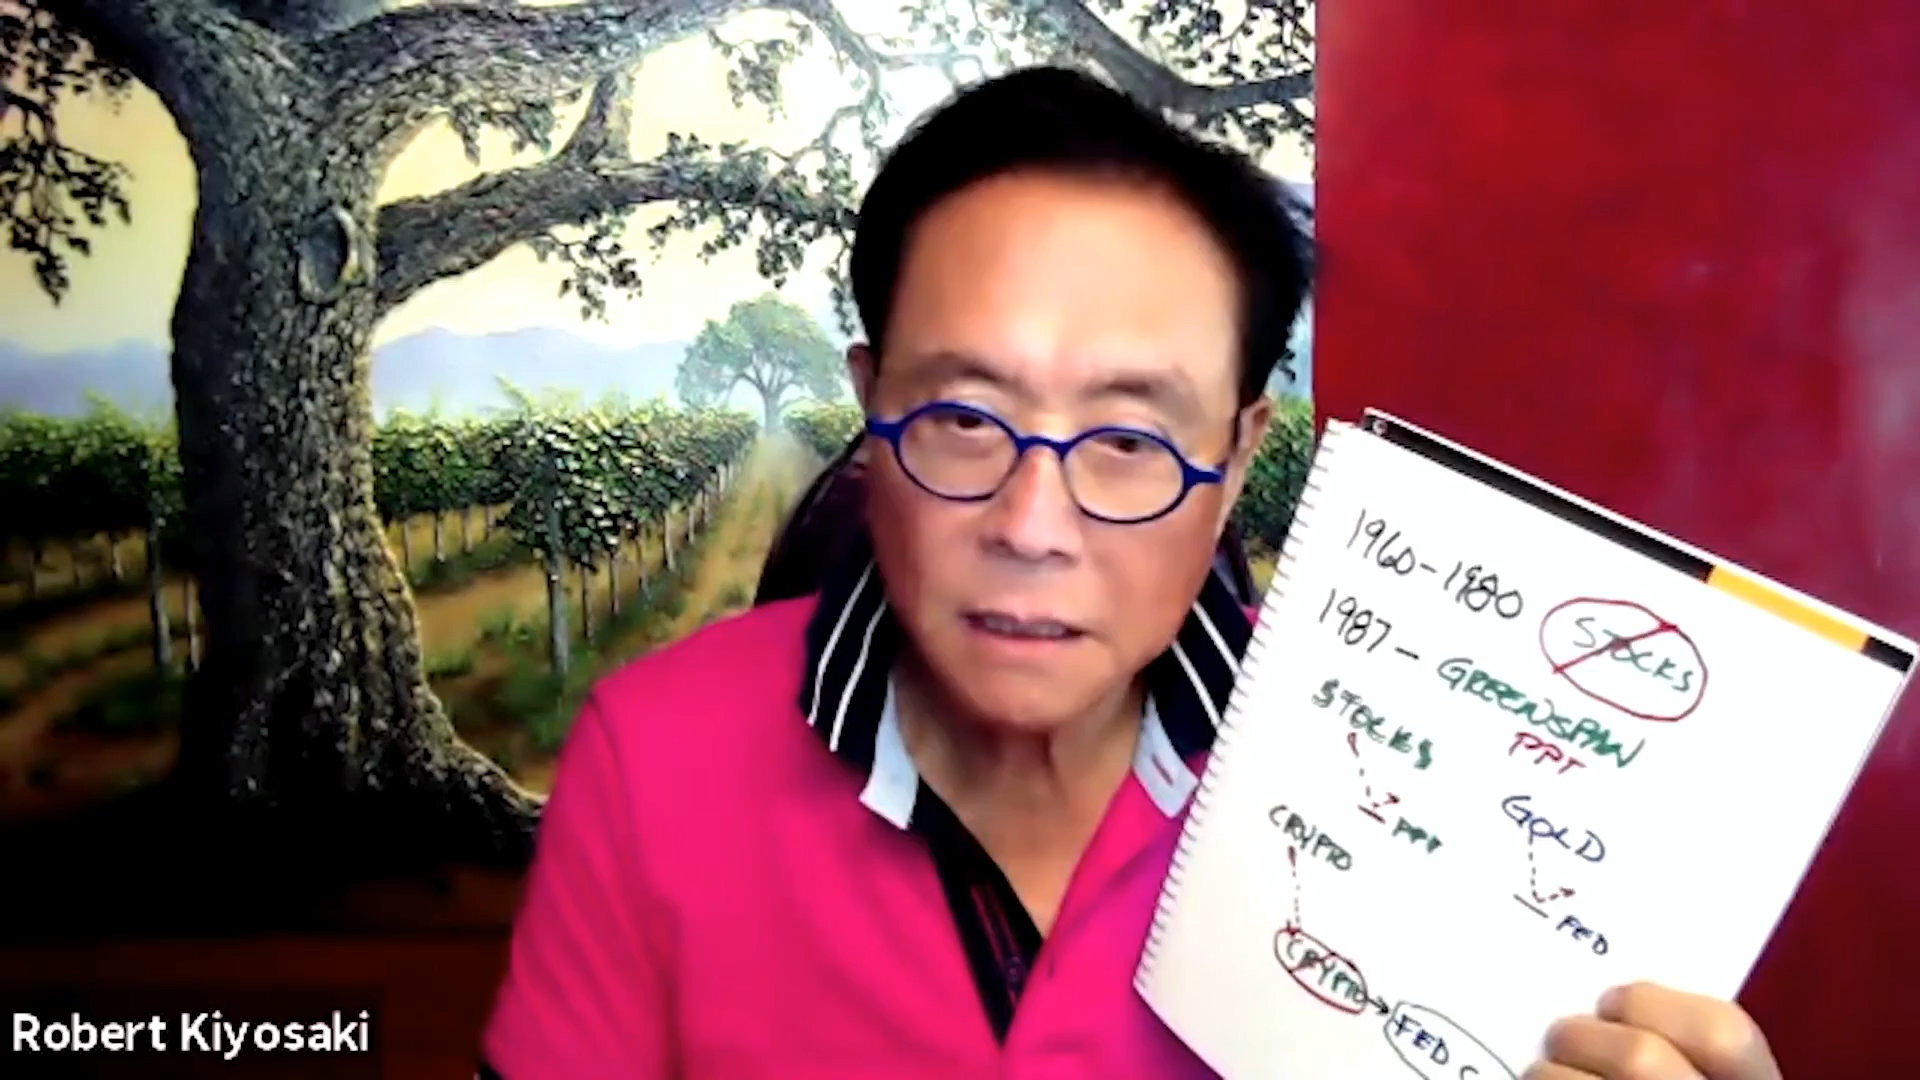 1960-1980 STOCKS
1987- GREENSPAN
PPT
STOCKS
PPT
GOLD
CRYPTO
FED
CRYPTO → FED
Robert Kiyosaki